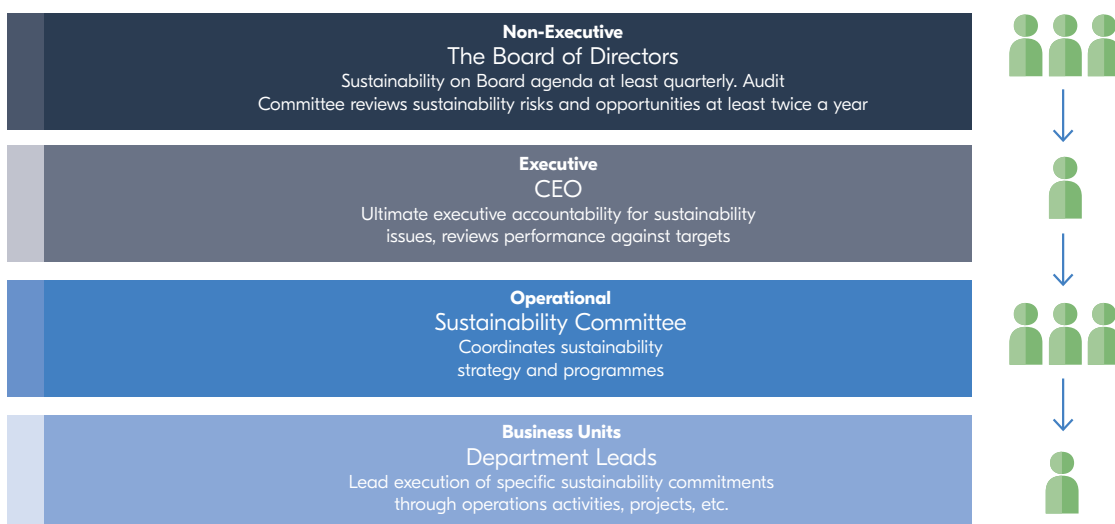 Non-Executive
The Board of Directors
Sustainability on Board agenda at least quarterly. Audit
Committee reviews sustainability risks and opportunities at least twice a year
Executive
CEO
Ultimate executive accountability for sustainability
issues, reviews performance against targets
Operational
Sustainability Committee
Coordinates sustainability
strategy and programmes
Business Units
Department Leads
Lead execution of specific sustainability commitments
through operations activities, projects, etc.